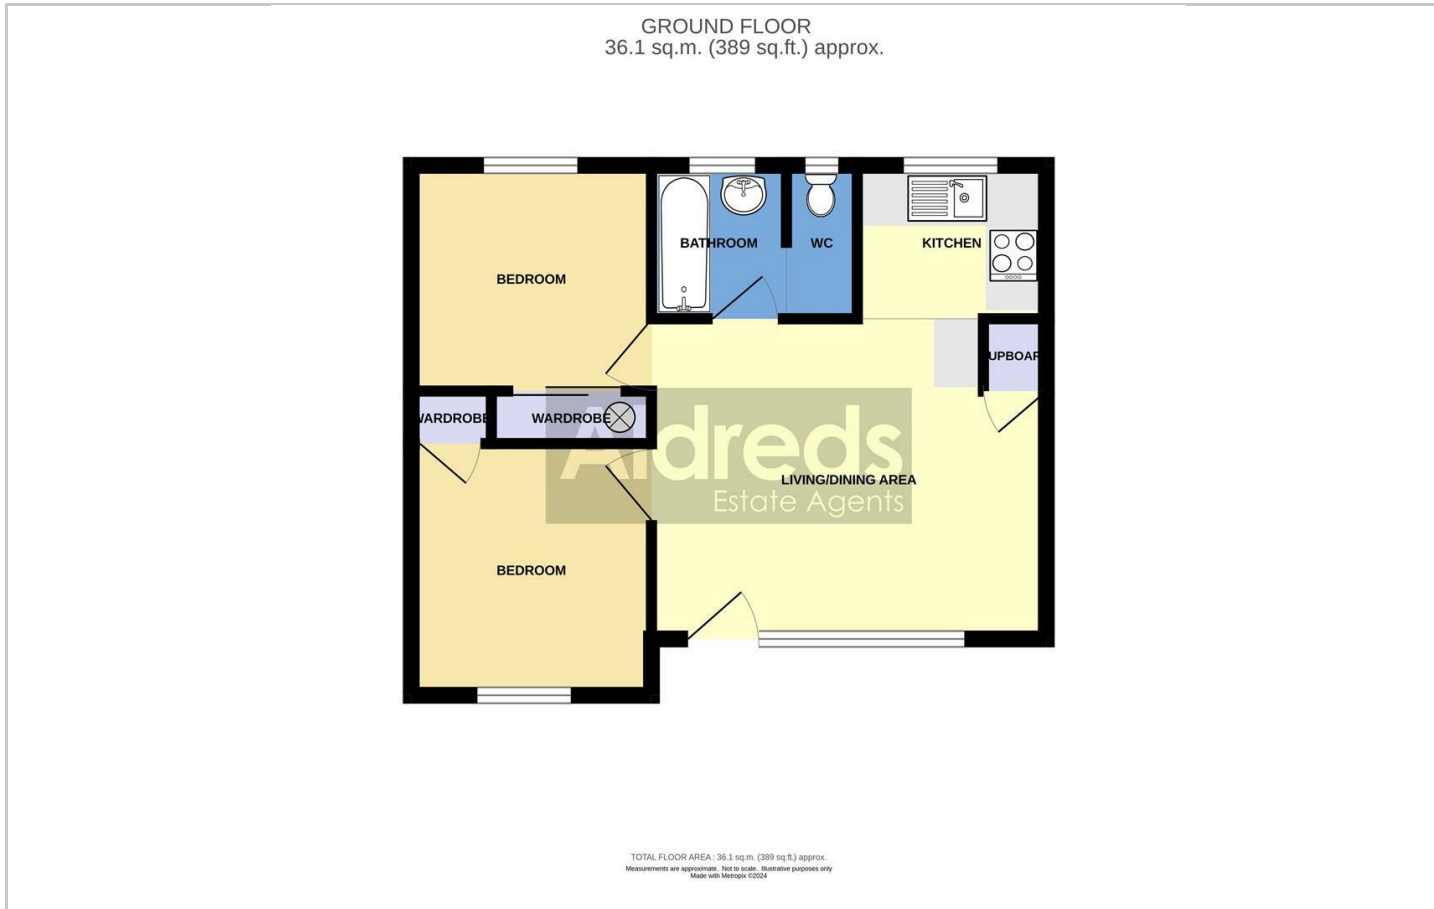 GROUND FLOOR
36.1 sq.m. (389 sq.ft.) approx.
BATHROOM
WC
KITCHEN
BEDROOM
UPBOAR
WARDROBE
WARDROBE
Aldreds
LIVING/DINING AREA
Estate Agents
BEDROOM
TOTAL FLOOR AREA : 36.1 sq.m. (389 sq.ft.) approx.
Measurements are approximate. Not to scale. Illustrative purposes only
Made with Metropix ©2024